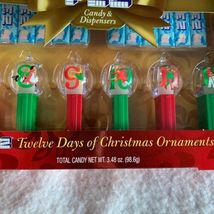 Candy &
Dispensers
Twelve Days of Christmas Ornaments
TOTAL CANDY NET WT. 3.48 oz. (98.6g)